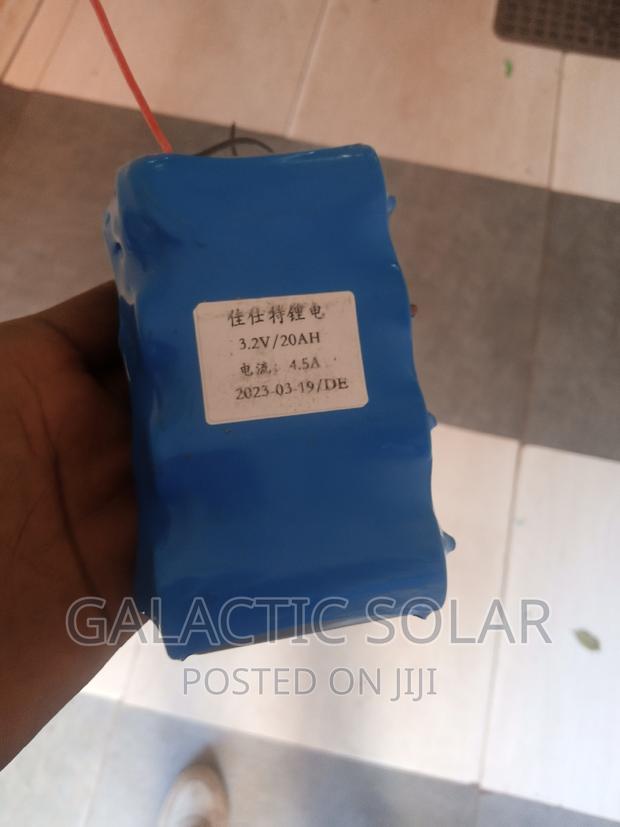 佳仕特锂电
3.2V/20AH
电流: 4.5A
2023-03-19/DE
GALACTIC SOLAR
POSTED ON JIJI